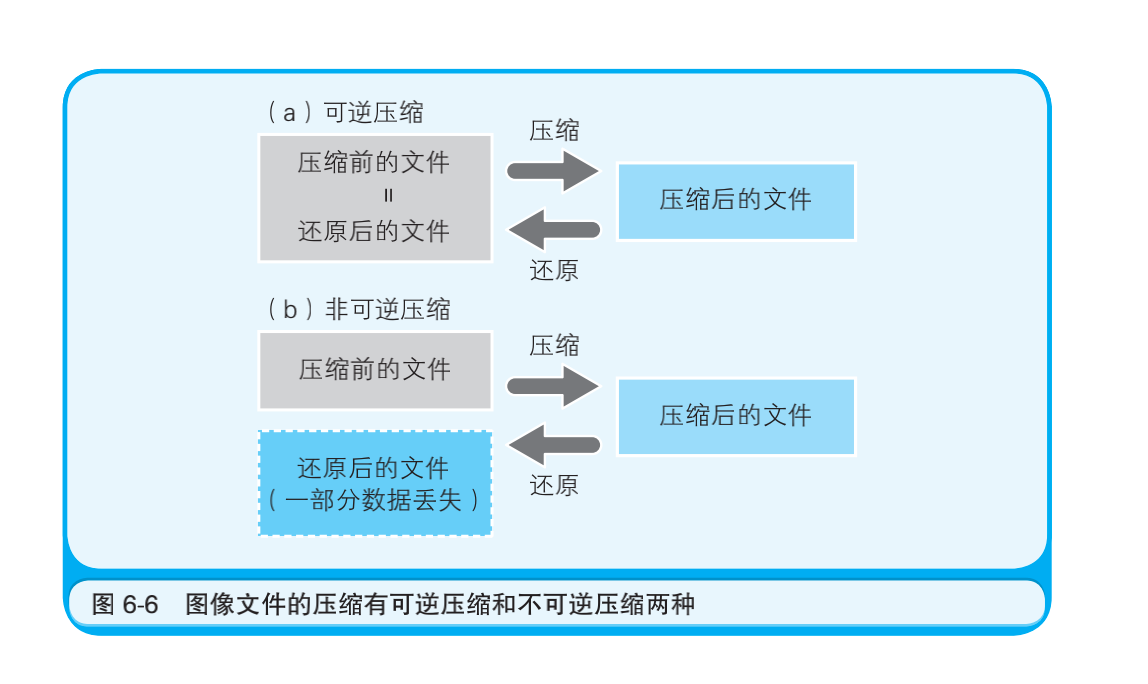 （a）可逆压缩
压缩
压缩前的文件
=
还原后的文件
压缩后的文件
还原
（b）非可逆压缩
压缩
压缩前的文件
压缩后的文件
还原后的文件
（一部分数据丢失）
还原
图 6-6　图像文件的压缩有可逆压缩和不可逆压缩两种